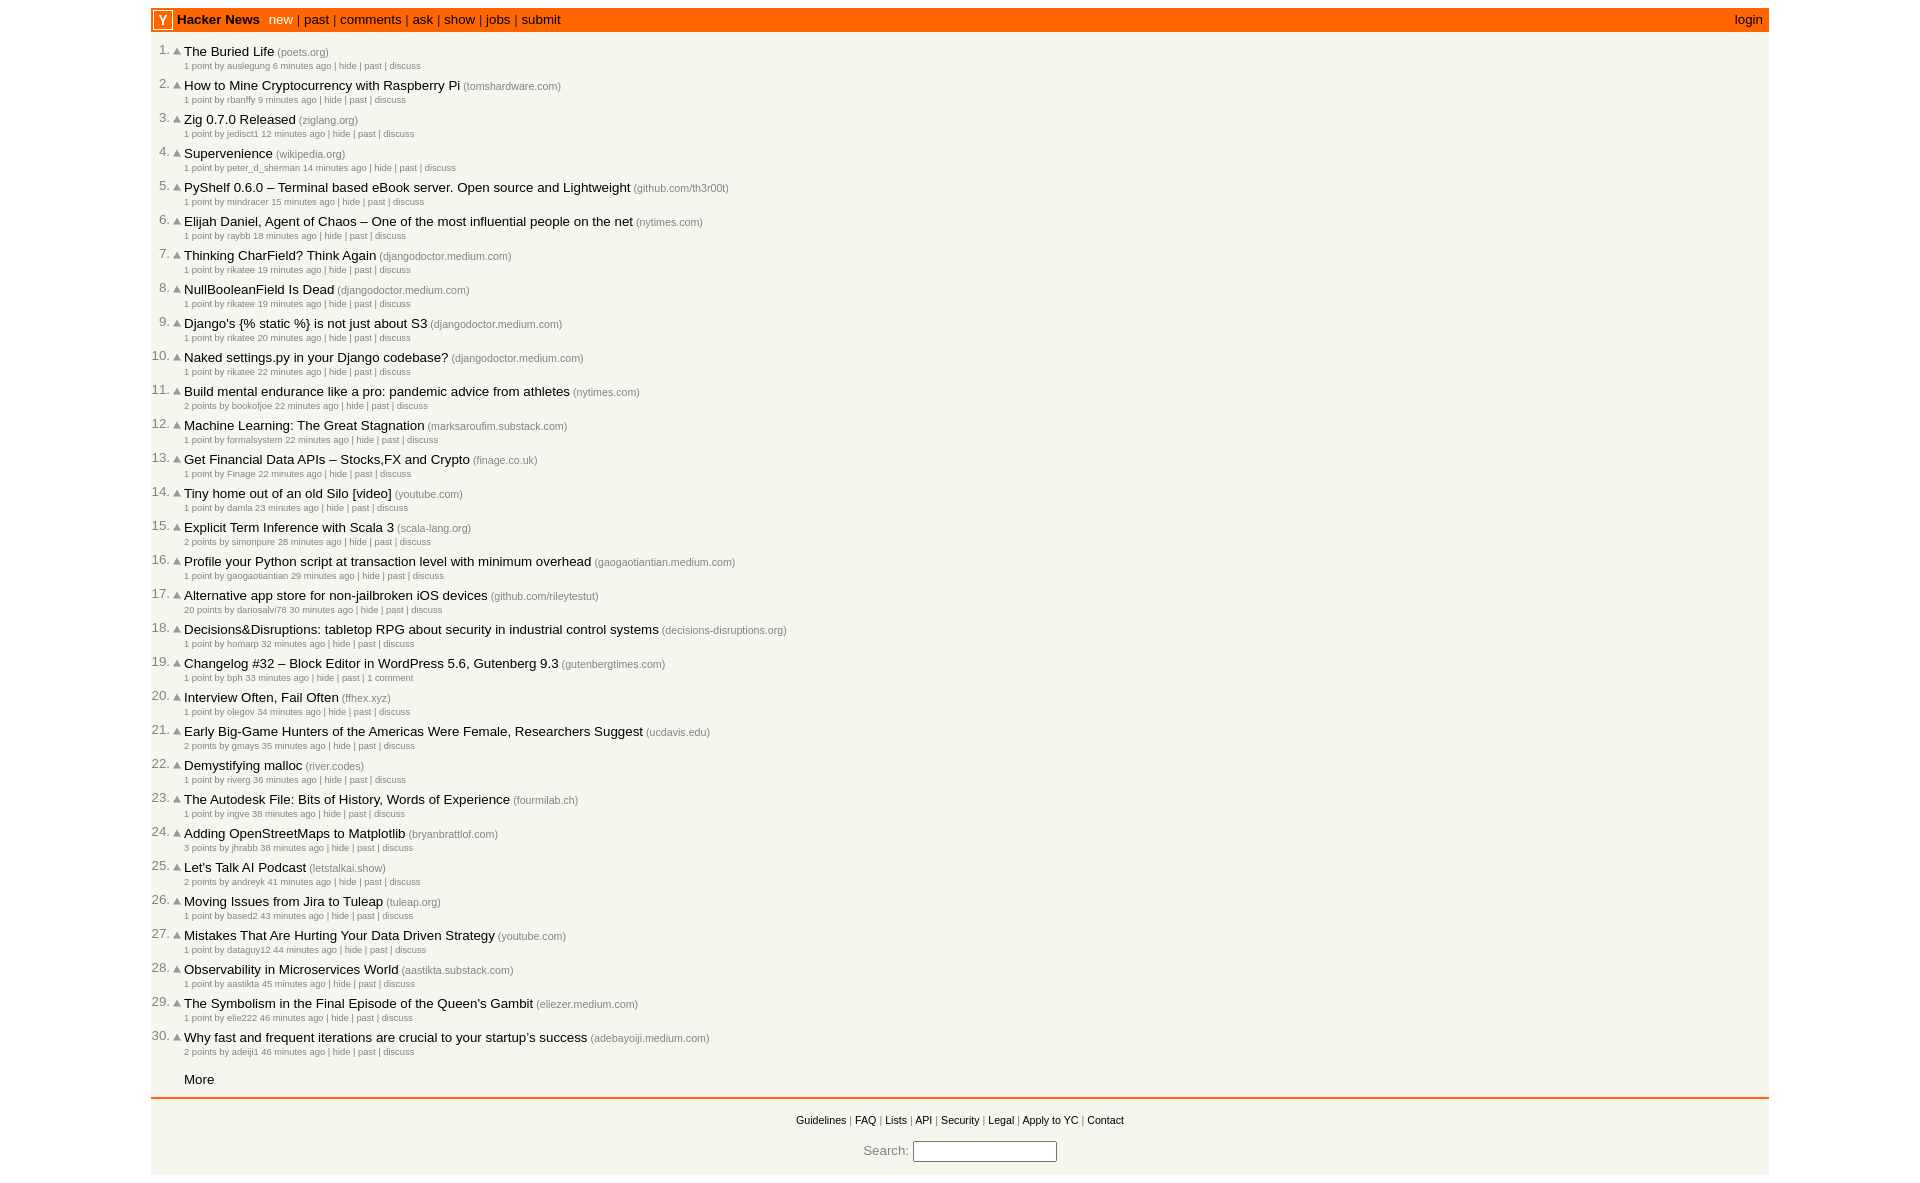 Y Hacker News new | past | comments | ask | show | jobs | submit login
1. The Buried Life (poets.org)
1 point by auslegung 6 minutes ago | hide | past | discuss
2. How to Mine Cryptocurrency with Raspberry Pi (tomshardware.com)
1 point by rbanffy 9 minutes ago | hide | past | discuss
3. Zig 0.7.0 Released (ziglang.org)
1 point by jedisct1 12 minutes ago | hide | past | discuss
4. Supervenience (wikipedia.org)
1 point by peter_d_sherman 14 minutes ago | hide | past | discuss
5. PyShelf 0.6.0 – Terminal based eBook server. Open source and Lightweight (github.com/th3r00t)
1 point by mindracer 15 minutes ago | hide | past | discuss
6. Elijah Daniel, Agent of Chaos – One of the most influential people on the net (nytimes.com)
1 point by raybb 18 minutes ago | hide | past | discuss
7. Thinking CharField? Think Again (djangodoctor.medium.com)
1 point by rikatee 19 minutes ago | hide | past | discuss
8. NullBooleanField Is Dead (djangodoctor.medium.com)
1 point by rikatee 19 minutes ago | hide | past | discuss
9. Django's {% static %} is not just about S3 (djangodoctor.medium.com)
1 point by rikatee 20 minutes ago | hide | past | discuss
10. Naked settings.py in your Django codebase? (djangodoctor.medium.com)
1 point by rikatee 22 minutes ago | hide | past | discuss
11. Build mental endurance like a pro: pandemic advice from athletes (nytimes.com)
2 points by bookofjoe 22 minutes ago | hide | past | discuss
12. Machine Learning: The Great Stagnation (marksaroufim.substack.com)
1 point by formalsystem 22 minutes ago | hide | past | discuss
13. Get Financial Data APIs – Stocks,FX and Crypto (finage.co.uk)
1 point by Finage 22 minutes ago | hide | past | discuss
14. Tiny home out of an old Silo [video] (youtube.com)
1 point by damla 23 minutes ago | hide | past | discuss
15. Explicit Term Inference with Scala 3 (scala-lang.org)
2 points by simonpure 28 minutes ago | hide | past | discuss
16. Profile your Python script at transaction level with minimum overhead (gaogaotiantian.medium.com)
1 point by gaogaotiantian 29 minutes ago | hide | past | discuss
17. Alternative app store for non-jailbroken iOS devices (github.com/rileytestut)
20 points by dariosalvi78 30 minutes ago | hide | past | discuss
18. Decisions&Disruptions: tabletop RPG about security in industrial control systems (decisions-disruptions.org)
1 point by homarp 32 minutes ago | hide | past | discuss
19. Changelog #32 – Block Editor in WordPress 5.6, Gutenberg 9.3 (gutenbergtimes.com)
1 point by bph 33 minutes ago | hide | past | 1 comment
20. Interview Often, Fail Often (ffhex.xyz)
1 point by olegov 34 minutes ago | hide | past | discuss
21. Early Big-Game Hunters of the Americas Were Female, Researchers Suggest (ucdavis.edu)
2 points by gmays 35 minutes ago | hide | past | discuss
22. Demystifying malloc (river.codes)
1 point by riverg 36 minutes ago | hide | past | discuss
23. The Autodesk File: Bits of History, Words of Experience (fourmilab.ch)
1 point by ingve 38 minutes ago | hide | past | discuss
24. Adding OpenStreetMaps to Matplotlib (bryanbrattlof.com)
3 points by jhrabb 38 minutes ago | hide | past | discuss
25. Let's Talk AI Podcast (letstalkai.show)
2 points by andreyk 41 minutes ago | hide | past | discuss
26. Moving Issues from Jira to Tuleap (tuleap.org)
1 point by based2 43 minutes ago | hide | past | discuss
27. Mistakes That Are Hurting Your Data Driven Strategy (youtube.com)
1 point by dataguy12 44 minutes ago | hide | past | discuss
28. Observability in Microservices World (aastikta.substack.com)
1 point by aastikta 45 minutes ago | hide | past | discuss
29. The Symbolism in the Final Episode of the Queen's Gambit (eliezer.medium.com)
1 point by elie222 46 minutes ago | hide | past | discuss
30. Why fast and frequent iterations are crucial to your startup’s success (adebayoiji.medium.com)
2 points by adeiji1 46 minutes ago | hide | past | discuss
More
Guidelines | FAQ | Lists | API | Security | Legal | Apply to YC | Contact
Search: